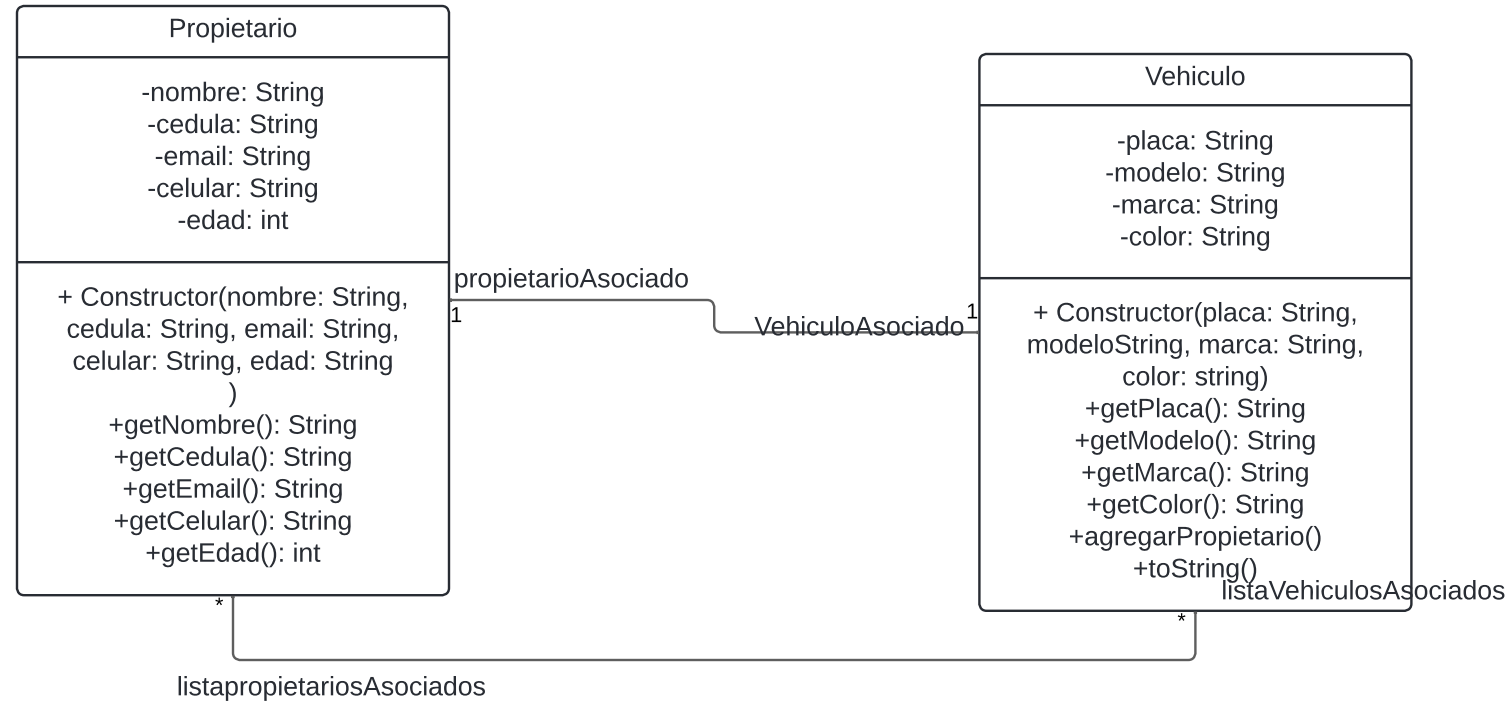 Propietario
-nombre: String
-cedula: String
-email: String
-celular: String
-edad: int
+ Constructor(nombre: String,
cedula: String, email: String,
celular: String, edad: String
)
+getNombre(): String
+getCedula(): String
+getEmail(): String
+getCelular(): String
+getEdad(): int
*
listapropietariosAsociados
propietarioAsociado
1
VehiculoAsociado
1
Vehiculo
-placa: String
-modelo: String
-marca: String
-color: String
+ Constructor(placa: String,
modeloString, marca: String,
color: string)
+getPlaca(): String
+getModelo(): String
+getMarca(): String
+getColor(): String
+agregarPropietario()
+toString()
listaVehiculosAsociados
*